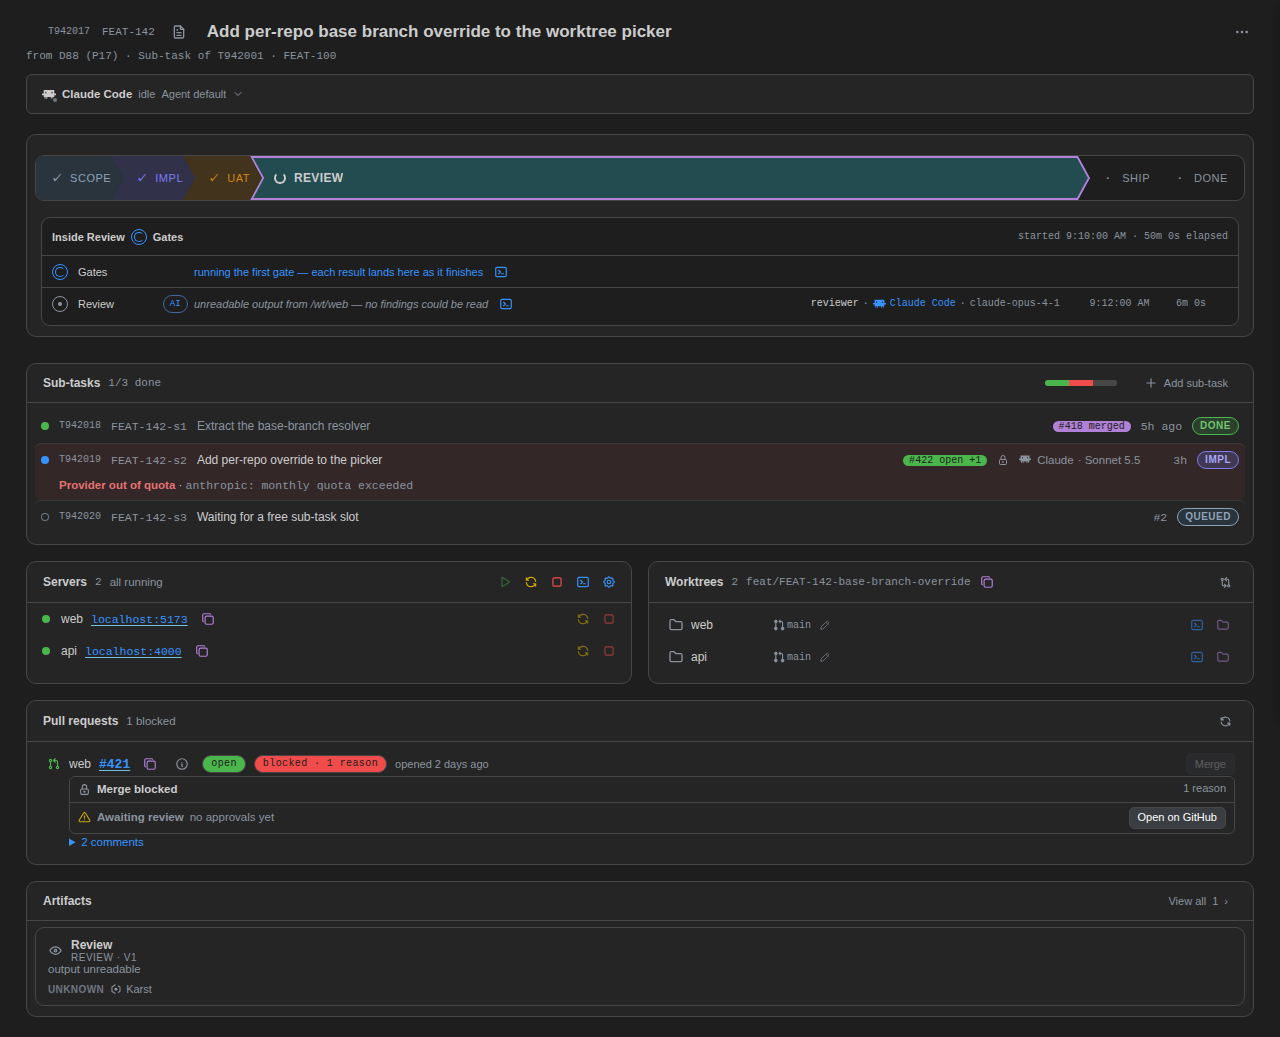 T942017 FEAT-142 Add per-repo base branch override to the worktree picker
from D88 (P17) · Sub-task of T942001 · FEAT-100
Claude Code idle Agent default
SCOPE IMPL UAT REVIEW SHIP DONE
Inside Review Gates started 9:10:00 AM · 50m 0s elapsed
Gates running the first gate — each result lands here as it finishes
Review AI unreadable output from /wt/web — no findings could be read reviewer · Claude Code · claude-opus-4-1 9:12:00 AM 6m 0s
Sub-tasks 1/3 done Add sub-task
T942018 FEAT-142-s1 Extract the base-branch resolver #418 merged 5h ago DONE
T942019 FEAT-142-s2 Add per-repo override to the picker #422 open +1 Claude · Sonnet 5.5 3h IMPL
Provider out of quota · anthropic: monthly quota exceeded
T942020 FEAT-142-s3 Waiting for a free sub-task slot #2 QUEUED
Servers 2 all running
web localhost:5173
api localhost:4000
Worktrees 2 feat/FEAT-142-base-branch-override
web main
api main
Pull requests 1 blocked
web #421 open blocked · 1 reason opened 2 days ago Merge
Merge blocked 1 reason
Awaiting review no approvals yet Open on GitHub
2 comments
Artifacts View all 1 ›
Review
REVIEW · V1
output unreadable
UNKNOWN Karst